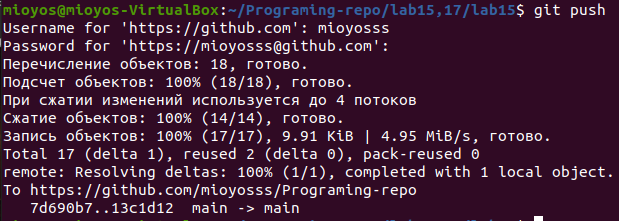 mioyos@mioyos-VirtualBox:~/Programing-repo/lab15,17/lab15$ git push
Username for 'https://github.com': mioyosss
Password for 'https://mioyosss@github.com':
Перечисление объектов: 18, готово.
Подсчет объектов: 100% (18/18), готово.
При сжатии изменений используется до 4 потоков
Сжатие объектов: 100% (14/14), готово.
Запись объектов: 100% (17/17), 9.91 KiB | 4.95 MiB/s, готово.
Total 17 (delta 1), reused 2 (delta 0), pack-reused 0
remote: Resolving deltas: 100% (1/1), completed with 1 local object.
To https://github.com/mioyosss/Programing-repo
7d690b7..13c1d12  main -> main